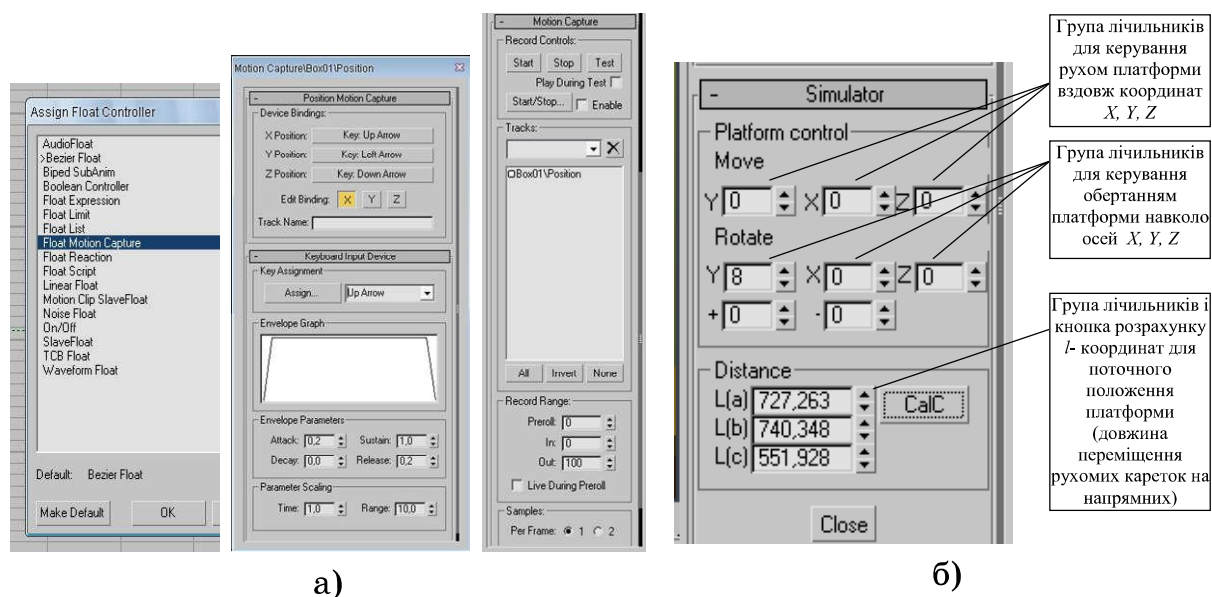 Assign Float Controller
AudioFloat
>Bezier Float
Biped SubAnim
Boolean Controller
Float Expression
Float Limit
Float List
Float Motion Capture
Float Reaction
Float Script
Linear Float
Motion Clip SlaveFloat
Noise Float
On/Off
SlaveFloat
TCB Float
Waveform Float
Default: Bezier Float
Make Default OK
Motion Capture\Box01\Position
- Position Motion Capture
Device Bindings:
X Position: Key: Up Arrow
Y Position: Key: Left Arrow
Z Position: Key: Down Arrow
Edit Binding: X Y Z
Track Name:
- Keyboard Input Device
Key Assignment
Assign... Up Arrow
Envelope Graph
Envelope Parameters
Attack: 0,2 Sustain: 1,0
Decay: 0,0 Release: 0,2
Parameter Scaling
Time: 1,0 Range: 10,0
- Motion Capture
Record Controls:
Start Stop Test
Play During Test
Start/Stop... Enable
Tracks:
Box01\Position
All Invert None
Record Range:
Preroll: 0
In: 0
Out: 100
Live During Preroll
Samples:
Per Frame: 1 2
а)
- Simulator
Platform control
Move
Y 0 X 0 Z 0
Rotate
Y 8 X 0 Z 0
+ 0 - 0
Distance
L(a) 727,263 CalC
L(b) 740,348
L(c) 551,928
Close
б)
Група лічильників
для керування
рухом платформи
вздовж координат
X, Y, Z
Група лічильників
для керування
обертанням
платформи навколо
осей X, Y, Z
Група лічильників і
кнопка розрахунку
l- координат для
поточного
положення
платформи
(довжина
переміщення
рухомих кареток на
напрямних)